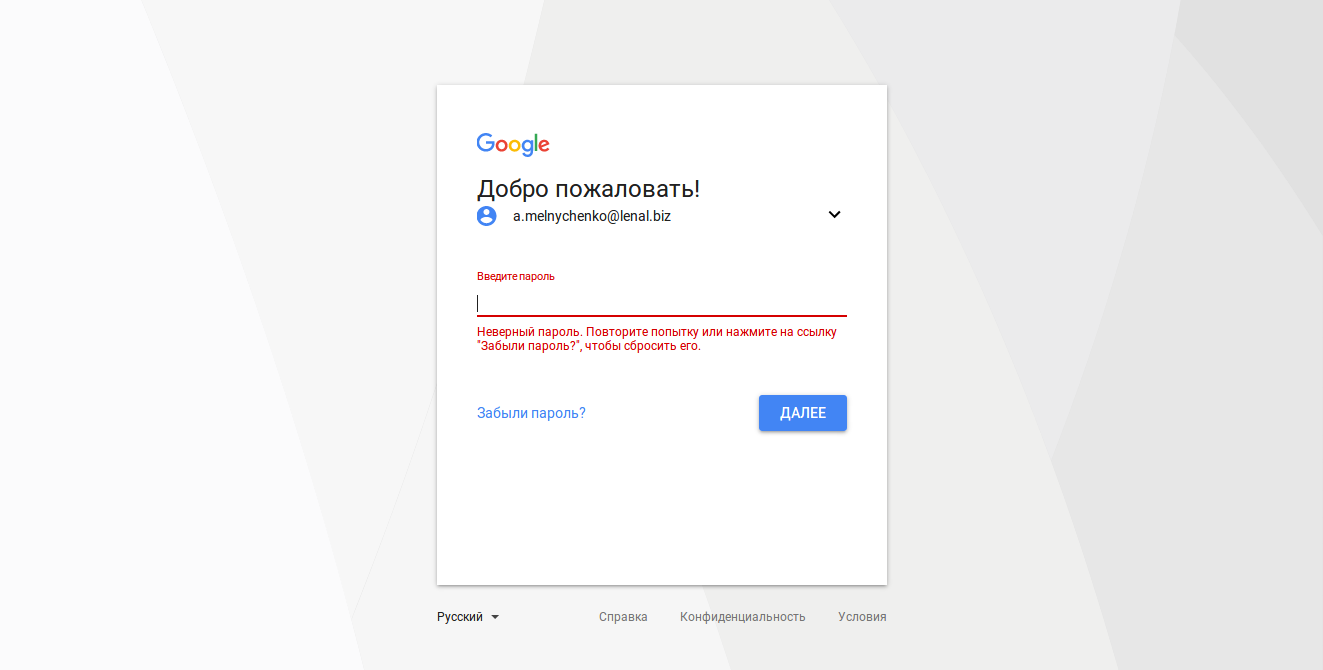 Google
Добро пожаловать!
a.melnychenko@lenal.biz
Введите пароль
Неверный пароль. Повторите попытку или нажмите на ссылку
"Забыли пароль?", чтобы сбросить его.
Забыли пароль?
ДАЛЕЕ
Русский
Справка
Конфиденциальность
Условия